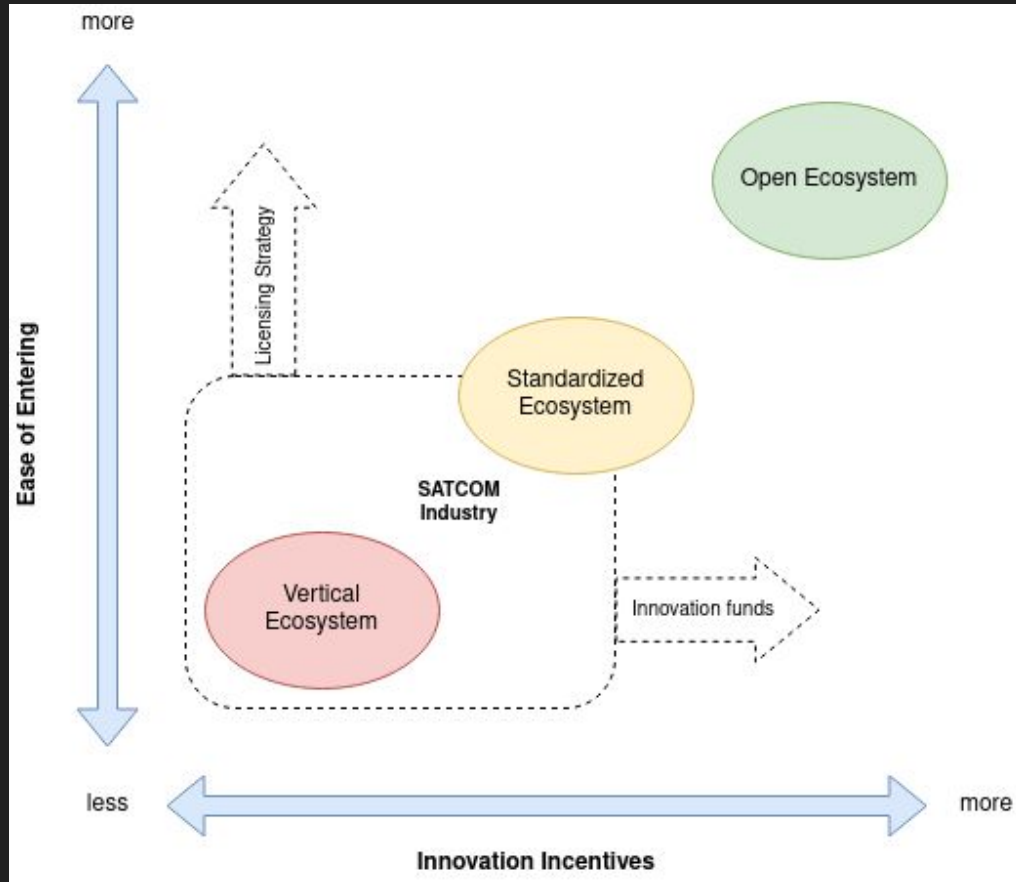 more
Open Ecosystem
Licensing Strategy
Ease of Entering
Standardized
Ecosystem
SATCOM
Industry
Vertical
Ecosystem
Innovation funds
less
more
Innovation Incentives